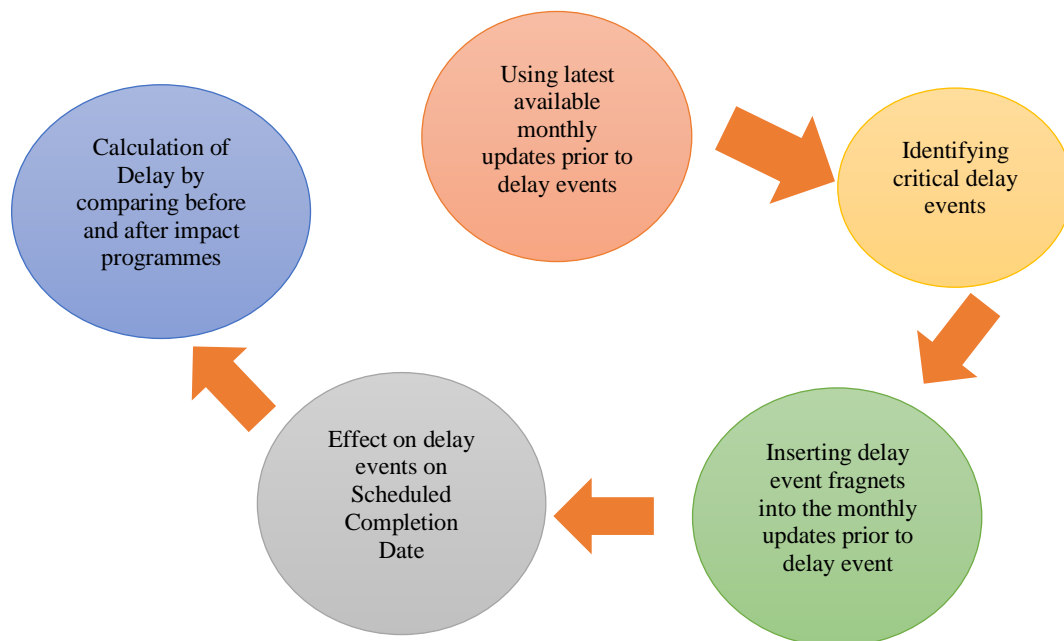 Using latest
available
monthly
updates prior to
delay events
Identifying
critical delay
events
Inserting delay
event fragnets
into the monthly
updates prior to
delay event
Effect on delay
events on
Scheduled
Completion
Date
Calculation of
Delay by
comparing before
and after impact
programmes